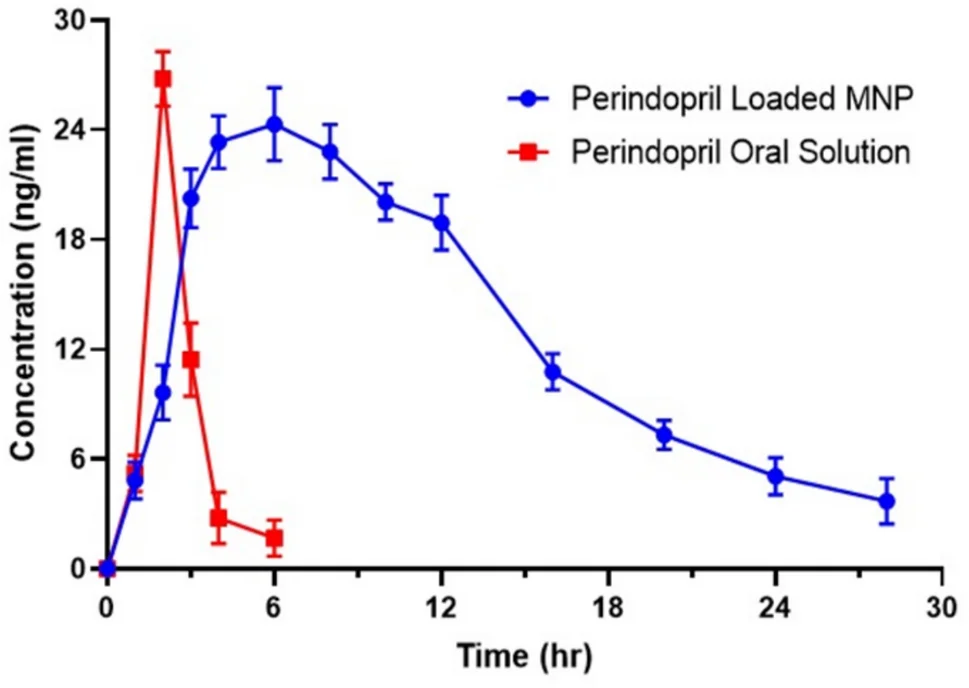 30
24
18
12
6
0
Concentration (ng/ml)
Perindopril Loaded MNP
Perindopril Oral Solution
0 6 12 18 24 30
Time (hr)